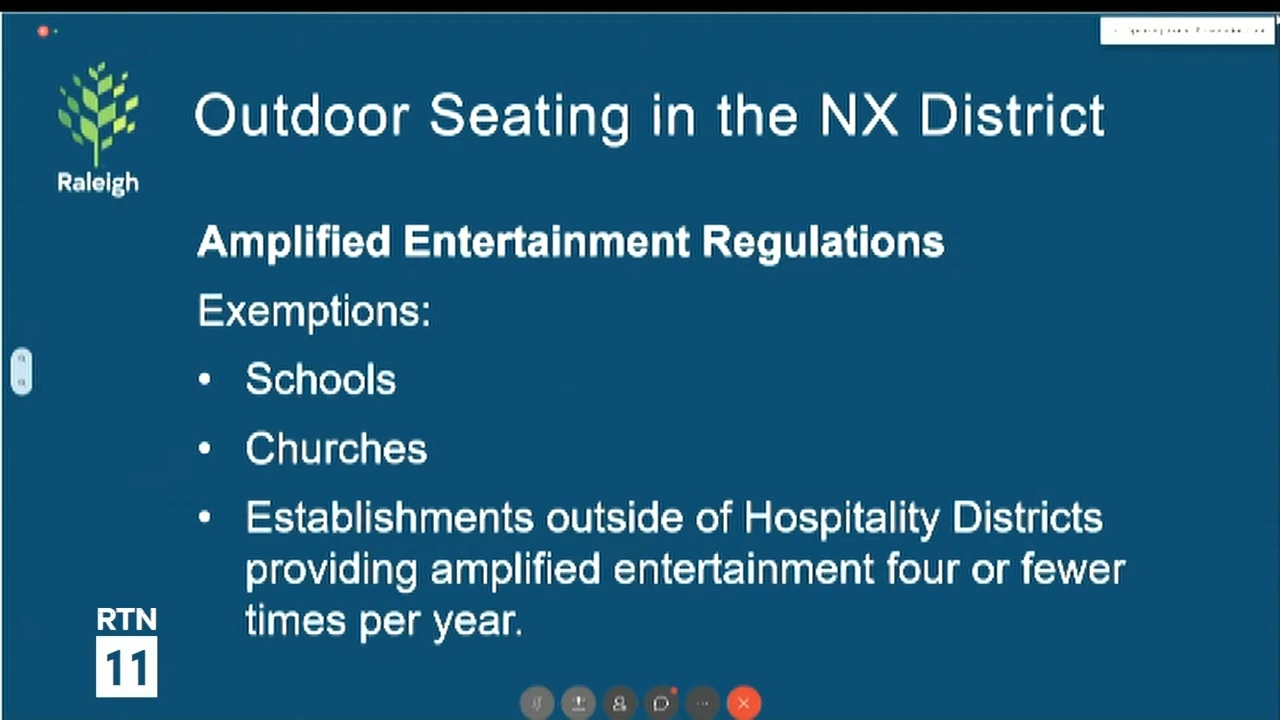 Outdoor Seating in the NX District
Raleigh
Amplified Entertainment Regulations
Exemptions:
• Schools
• Churches
• Establishments outside of Hospitality Districts
providing amplified entertainment four or fewer
times per year.
RTN
11